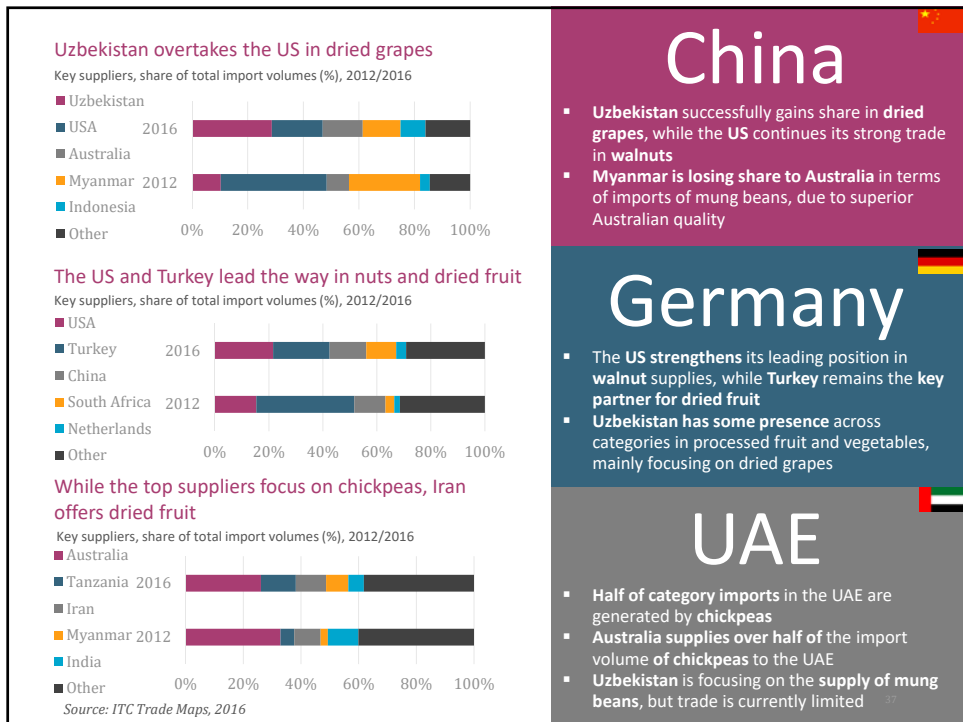 Uzbekistan overtakes the US in dried grapes
Key suppliers, share of total import volumes (%), 2012/2016
Uzbekistan
USA
Australia
Myanmar
Indonesia
Other
2016
2012
0% 20% 40% 60% 80% 100%
The US and Turkey lead the way in nuts and dried fruit
Key suppliers, share of total import volumes (%), 2012/2016
USA
Turkey
China
South Africa
Netherlands
Other
2016
2012
0% 20% 40% 60% 80% 100%
While the top suppliers focus on chickpeas, Iran
offers dried fruit
Key suppliers, share of total import volumes (%), 2012/2016
Australia
Tanzania
Iran
Myanmar
India
Other
2016
2012
0% 20% 40% 60% 80% 100%
Source: ITC Trade Maps, 2016
China
▪ Uzbekistan successfully gains share in dried
grapes, while the US continues its strong trade
in walnuts
▪ Myanmar is losing share to Australia in terms
of imports of mung beans, due to superior
Australian quality
Germany
▪ The US strengthens its leading position in
walnut supplies, while Turkey remains the key
partner for dried fruit
▪ Uzbekistan has some presence across
categories in processed fruit and vegetables,
mainly focusing on dried grapes
UAE
▪ Half of category imports in the UAE are
generated by chickpeas
▪ Australia supplies over half of the import
volume of chickpeas to the UAE
▪ Uzbekistan is focusing on the supply of mung
beans, but trade is currently limited
37